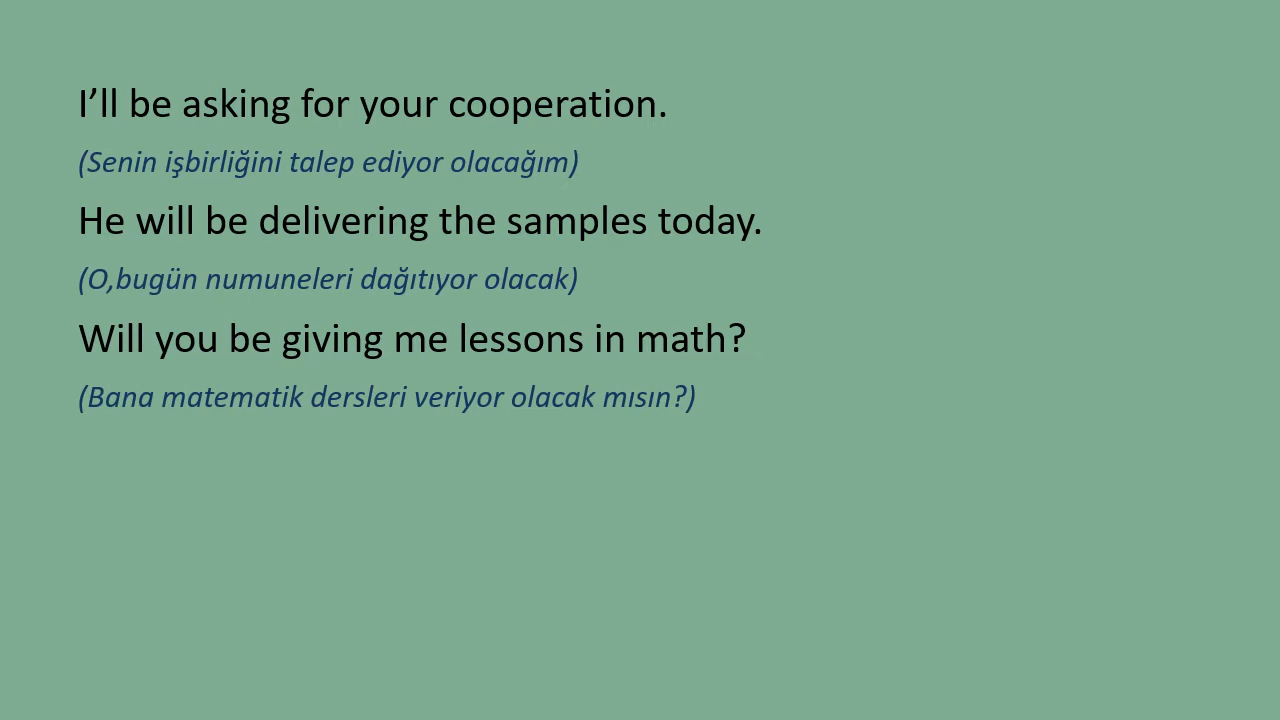 I’ll be asking for your cooperation.
(Senin işbirliğini talep ediyor olacağım)
He will be delivering the samples today.
(O,bugün numuneleri dağıtıyor olacak)
Will you be giving me lessons in math?
(Bana matematik dersleri veriyor olacak mısın?)